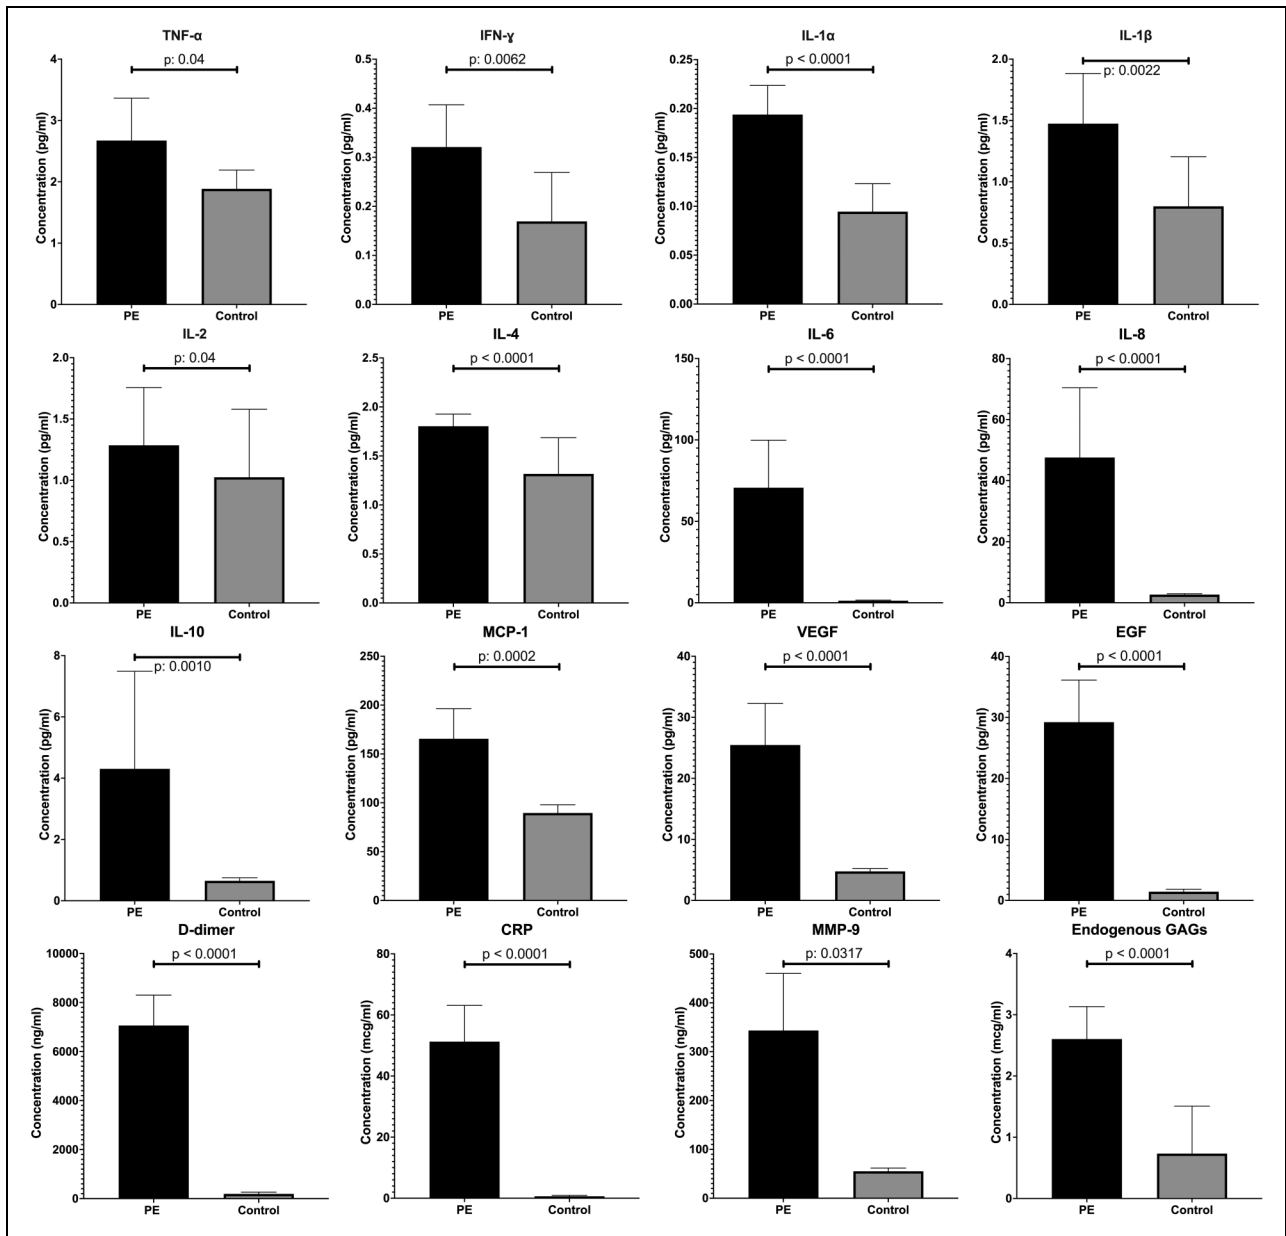 TNF-α
p: 0.04
Concentration (pg/ml)
4
3
2
1
0
PE
Control
IFN-ɣ
p: 0.0062
Concentration (pg/ml)
0.5
0.4
0.3
0.2
0.1
0.0
PE
Control
IL-1α
p < 0.0001
Concentration (pg/ml)
0.25
0.20
0.15
0.10
0.05
0.00
PE
Control
IL-1β
p: 0.0022
Concentration (pg/ml)
2.0
1.5
1.0
0.5
0.0
PE
Control
IL-2
p: 0.04
Concentration (pg/ml)
2.0
1.5
1.0
0.5
0.0
PE
Control
IL-4
p < 0.0001
Concentration (pg/ml)
2.5
2.0
1.5
1.0
0.5
0.0
PE
Control
IL-6
p < 0.0001
Concentration (pg/ml)
150
100
50
0
PE
Control
IL-8
p < 0.0001
Concentration (pg/ml)
80
60
40
20
0
PE
Control
IL-10
p: 0.0010
Concentration (pg/ml)
8
6
4
2
0
PE
Control
MCP-1
p: 0.0002
Concentration (pg/ml)
250
200
150
100
50
0
PE
Control
VEGF
p < 0.0001
Concentration (pg/ml)
40
30
20
10
0
PE
Control
EGF
p < 0.0001
Concentration (pg/ml)
40
30
20
10
0
PE
Control
D-dimer
p < 0.0001
Concentration (ng/ml)
10000
8000
6000
4000
2000
0
PE
Control
CRP
p < 0.0001
Concentration (mcg/ml)
80
60
40
20
0
PE
Control
MMP-9
p: 0.0317
Concentration (ng/ml)
500
400
300
200
100
0
PE
Control
Endogenous GAGs
p < 0.0001
Concentration (mcg/ml)
4
3
2
1
0
PE
Control